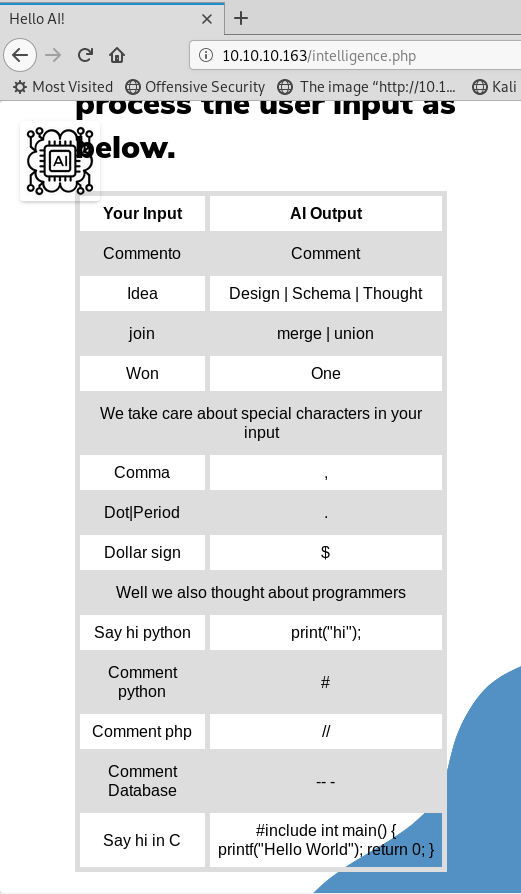 Hello AI!
10.10.10.163/intelligence.php
Most Visited Offensive Security The image “http://10.1... Kali
process the user input as
below.
AI
Your Input AI Output
Commento Comment
Idea Design | Schema | Thought
join merge | union
Won One
We take care about special characters in your
input
Comma ,
Dot|Period .
Dollar sign $
Well we also thought about programmers
Say hi python print("hi");
Comment
python
#
Comment php //
Comment
Database
-- -
Say hi in C
#include int main() {
printf("Hello World"); return 0; }